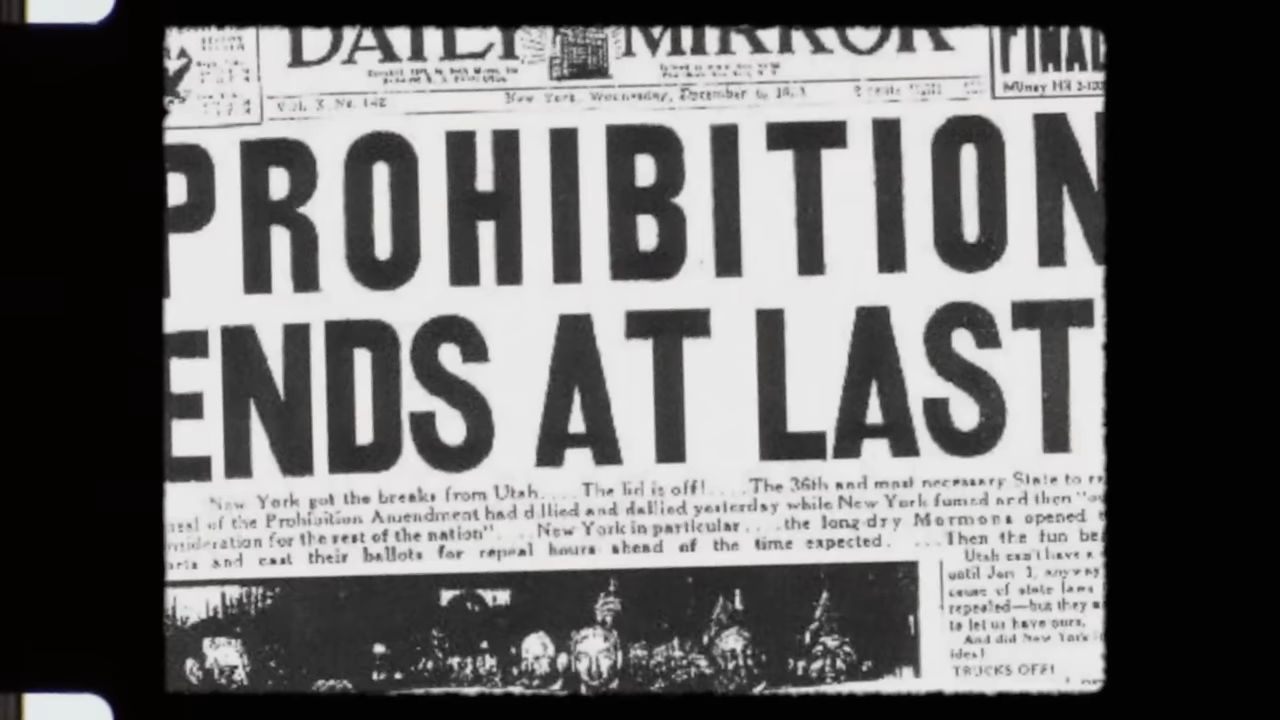 DAILY MIRROR
FINAL
Vol. X, No. 142 New York, Wednesday, December 6, 193
PROHIBITION
ENDS AT LAST
New York got the breaks from Utah....The lid is off!....The 36th and most necessary State to
of the Prohibition Amendment had dillied and dallied yesterday while New York fumed and then
for the rest of the nation"....New York in particular....the long-dry Mormons opened
and cast their ballots for repeal hours ahead of the time expected. ...Then the fun
Utah can't have a
until Jan. 1, anyway
cause of state laws
repealed—but they
to let us have ours.
And did New York
idea!
TRUCKS OFF!